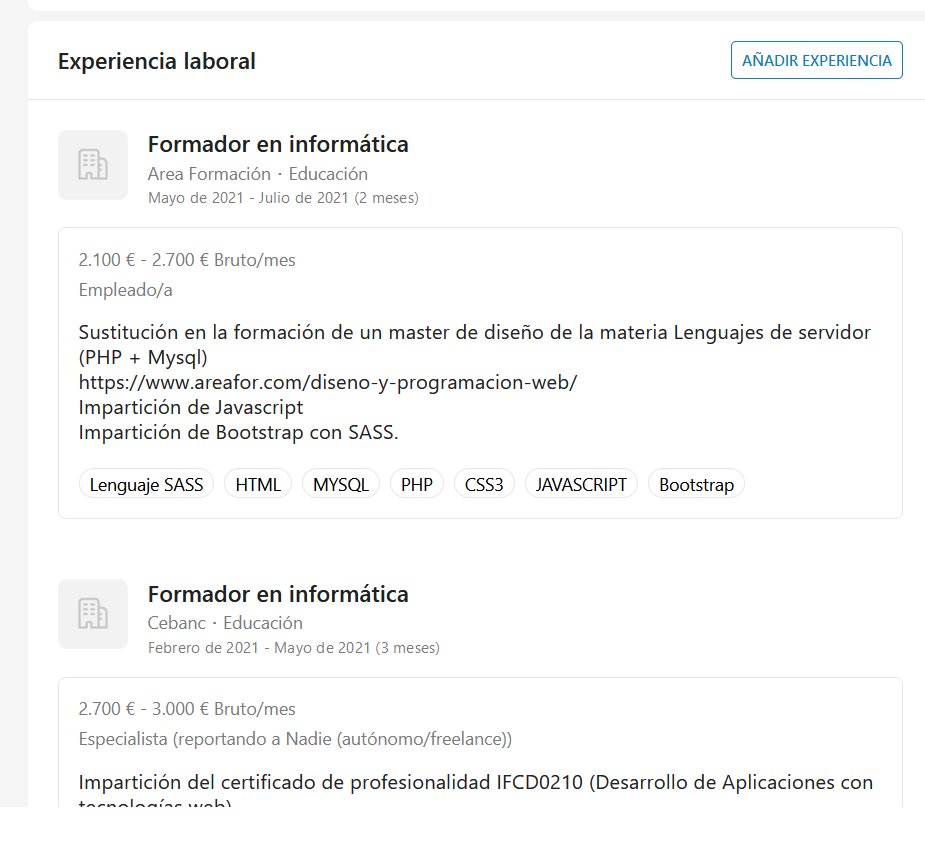 Experiencia laboral
AÑADIR EXPERIENCIA
Formador en informática
Area Formación · Educación
Mayo de 2021 - Julio de 2021 (2 meses)
2.100 € - 2.700 € Bruto/mes
Empleado/a
Sustitución en la formación de un master de diseño de la materia Lenguajes de servidor
(PHP + Mysql)
https://www.areafor.com/diseno-y-programacion-web/
Impartición de Javascript
Impartición de Bootstrap con SASS.
Lenguaje SASS HTML MYSQL PHP CSS3 JAVASCRIPT Bootstrap
Formador en informática
Cebanc · Educación
Febrero de 2021 - Mayo de 2021 (3 meses)
2.700 € - 3.000 € Bruto/mes
Especialista (reportando a Nadie (autónomo/freelance))
Impartición del certificado de profesionalidad IFCD0210 (Desarrollo de Aplicaciones con
tecnologías web)